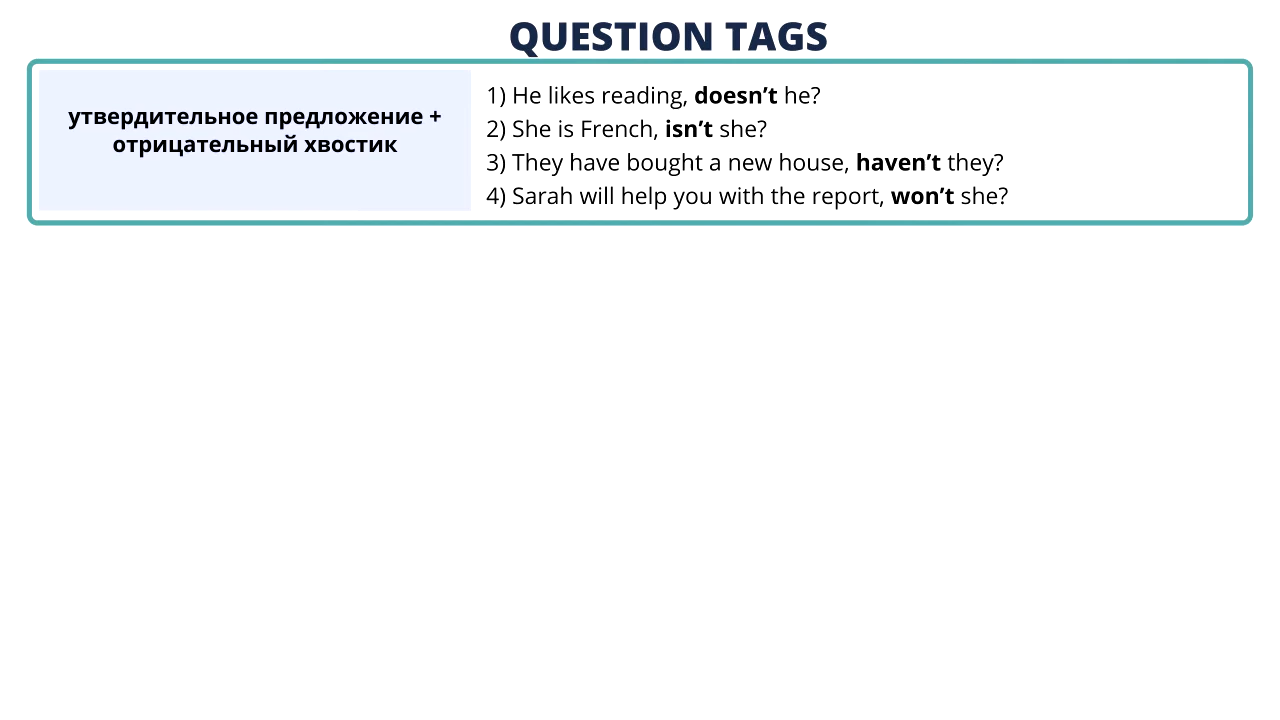 QUESTION TAGS
утвердительное предложение +
отрицательный хвостик
1) He likes reading, doesn’t he?
2) She is French, isn’t she?
3) They have bought a new house, haven’t they?
4) Sarah will help you with the report, won’t she?